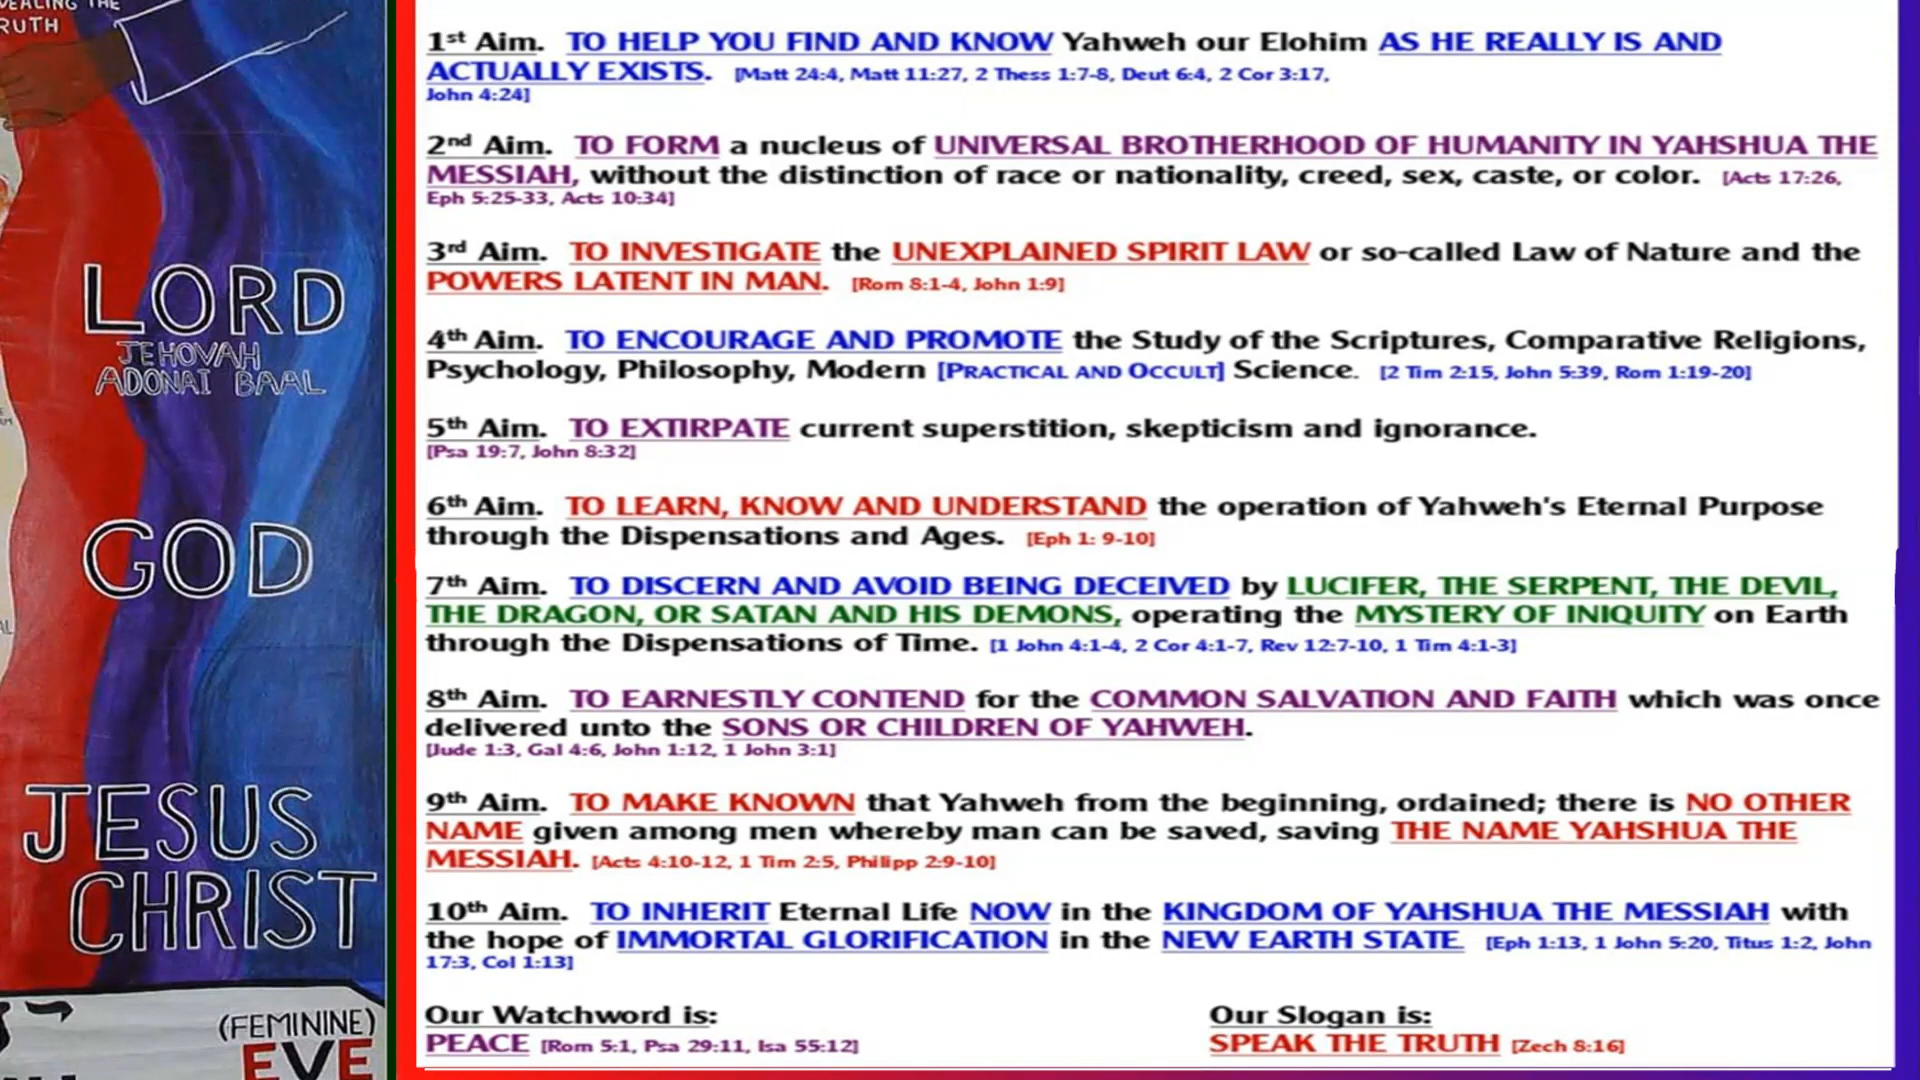 VEALING THE
RUTH
LORD
JEHOVAH
ADONAI BAAL
GOD
JESUS
CHRIST
(FEMININE)
EVE
1st Aim. TO HELP YOU FIND AND KNOW Yahweh our Elohim AS HE REALLY IS AND
ACTUALLY EXISTS. [Matt 24:4, Matt 11:27, 2 Thess 1:7-8, Deut 6:4, 2 Cor 3:17,
John 4:24]
2nd Aim. TO FORM a nucleus of UNIVERSAL BROTHERHOOD OF HUMANITY IN YAHSHUA THE
MESSIAH, without the distinction of race or nationality, creed, sex, caste, or color. [Acts 17:26,
Eph 5:25-33, Acts 10:34]
3rd Aim. TO INVESTIGATE the UNEXPLAINED SPIRIT LAW or so-called Law of Nature and the
POWERS LATENT IN MAN. [Rom 8:1-4, John 1:9]
4th Aim. TO ENCOURAGE AND PROMOTE the Study of the Scriptures, Comparative Religions,
Psychology, Philosophy, Modern [PRACTICAL AND OCCULT] Science. [2 Tim 2:15, John 5:39, Rom 1:19-20]
5th Aim. TO EXTIRPATE current superstition, skepticism and ignorance.
[Psa 19:7, John 8:32]
6th Aim. TO LEARN, KNOW AND UNDERSTAND the operation of Yahweh's Eternal Purpose
through the Dispensations and Ages. [Eph 1: 9-10]
7th Aim. TO DISCERN AND AVOID BEING DECEIVED by LUCIFER, THE SERPENT, THE DEVIL,
THE DRAGON, OR SATAN AND HIS DEMONS, operating the MYSTERY OF INIQUITY on Earth
through the Dispensations of Time. [1 John 4:1-4, 2 Cor 4:1-7, Rev 12:7-10, 1 Tim 4:1-3]
8th Aim. TO EARNESTLY CONTEND for the COMMON SALVATION AND FAITH which was once
delivered unto the SONS OR CHILDREN OF YAHWEH.
[Jude 1:3, Gal 4:6, John 1:12, 1 John 3:1]
9th Aim. TO MAKE KNOWN that Yahweh from the beginning, ordained; there is NO OTHER
NAME given among men whereby man can be saved, saving THE NAME YAHSHUA THE
MESSIAH. [Acts 4:10-12, 1 Tim 2:5, Philipp 2:9-10]
10th Aim. TO INHERIT Eternal Life NOW in the KINGDOM OF YAHSHUA THE MESSIAH with
the hope of IMMORTAL GLORIFICATION in the NEW EARTH STATE [Eph 1:13, 1 John 5:20, Titus 1:2, John
17:3, Col 1:13]
Our Watchword is:
PEACE [Rom 5:1, Psa 29:11, Isa 55:12]
Our Slogan is:
SPEAK THE TRUTH [Zech 8:16]